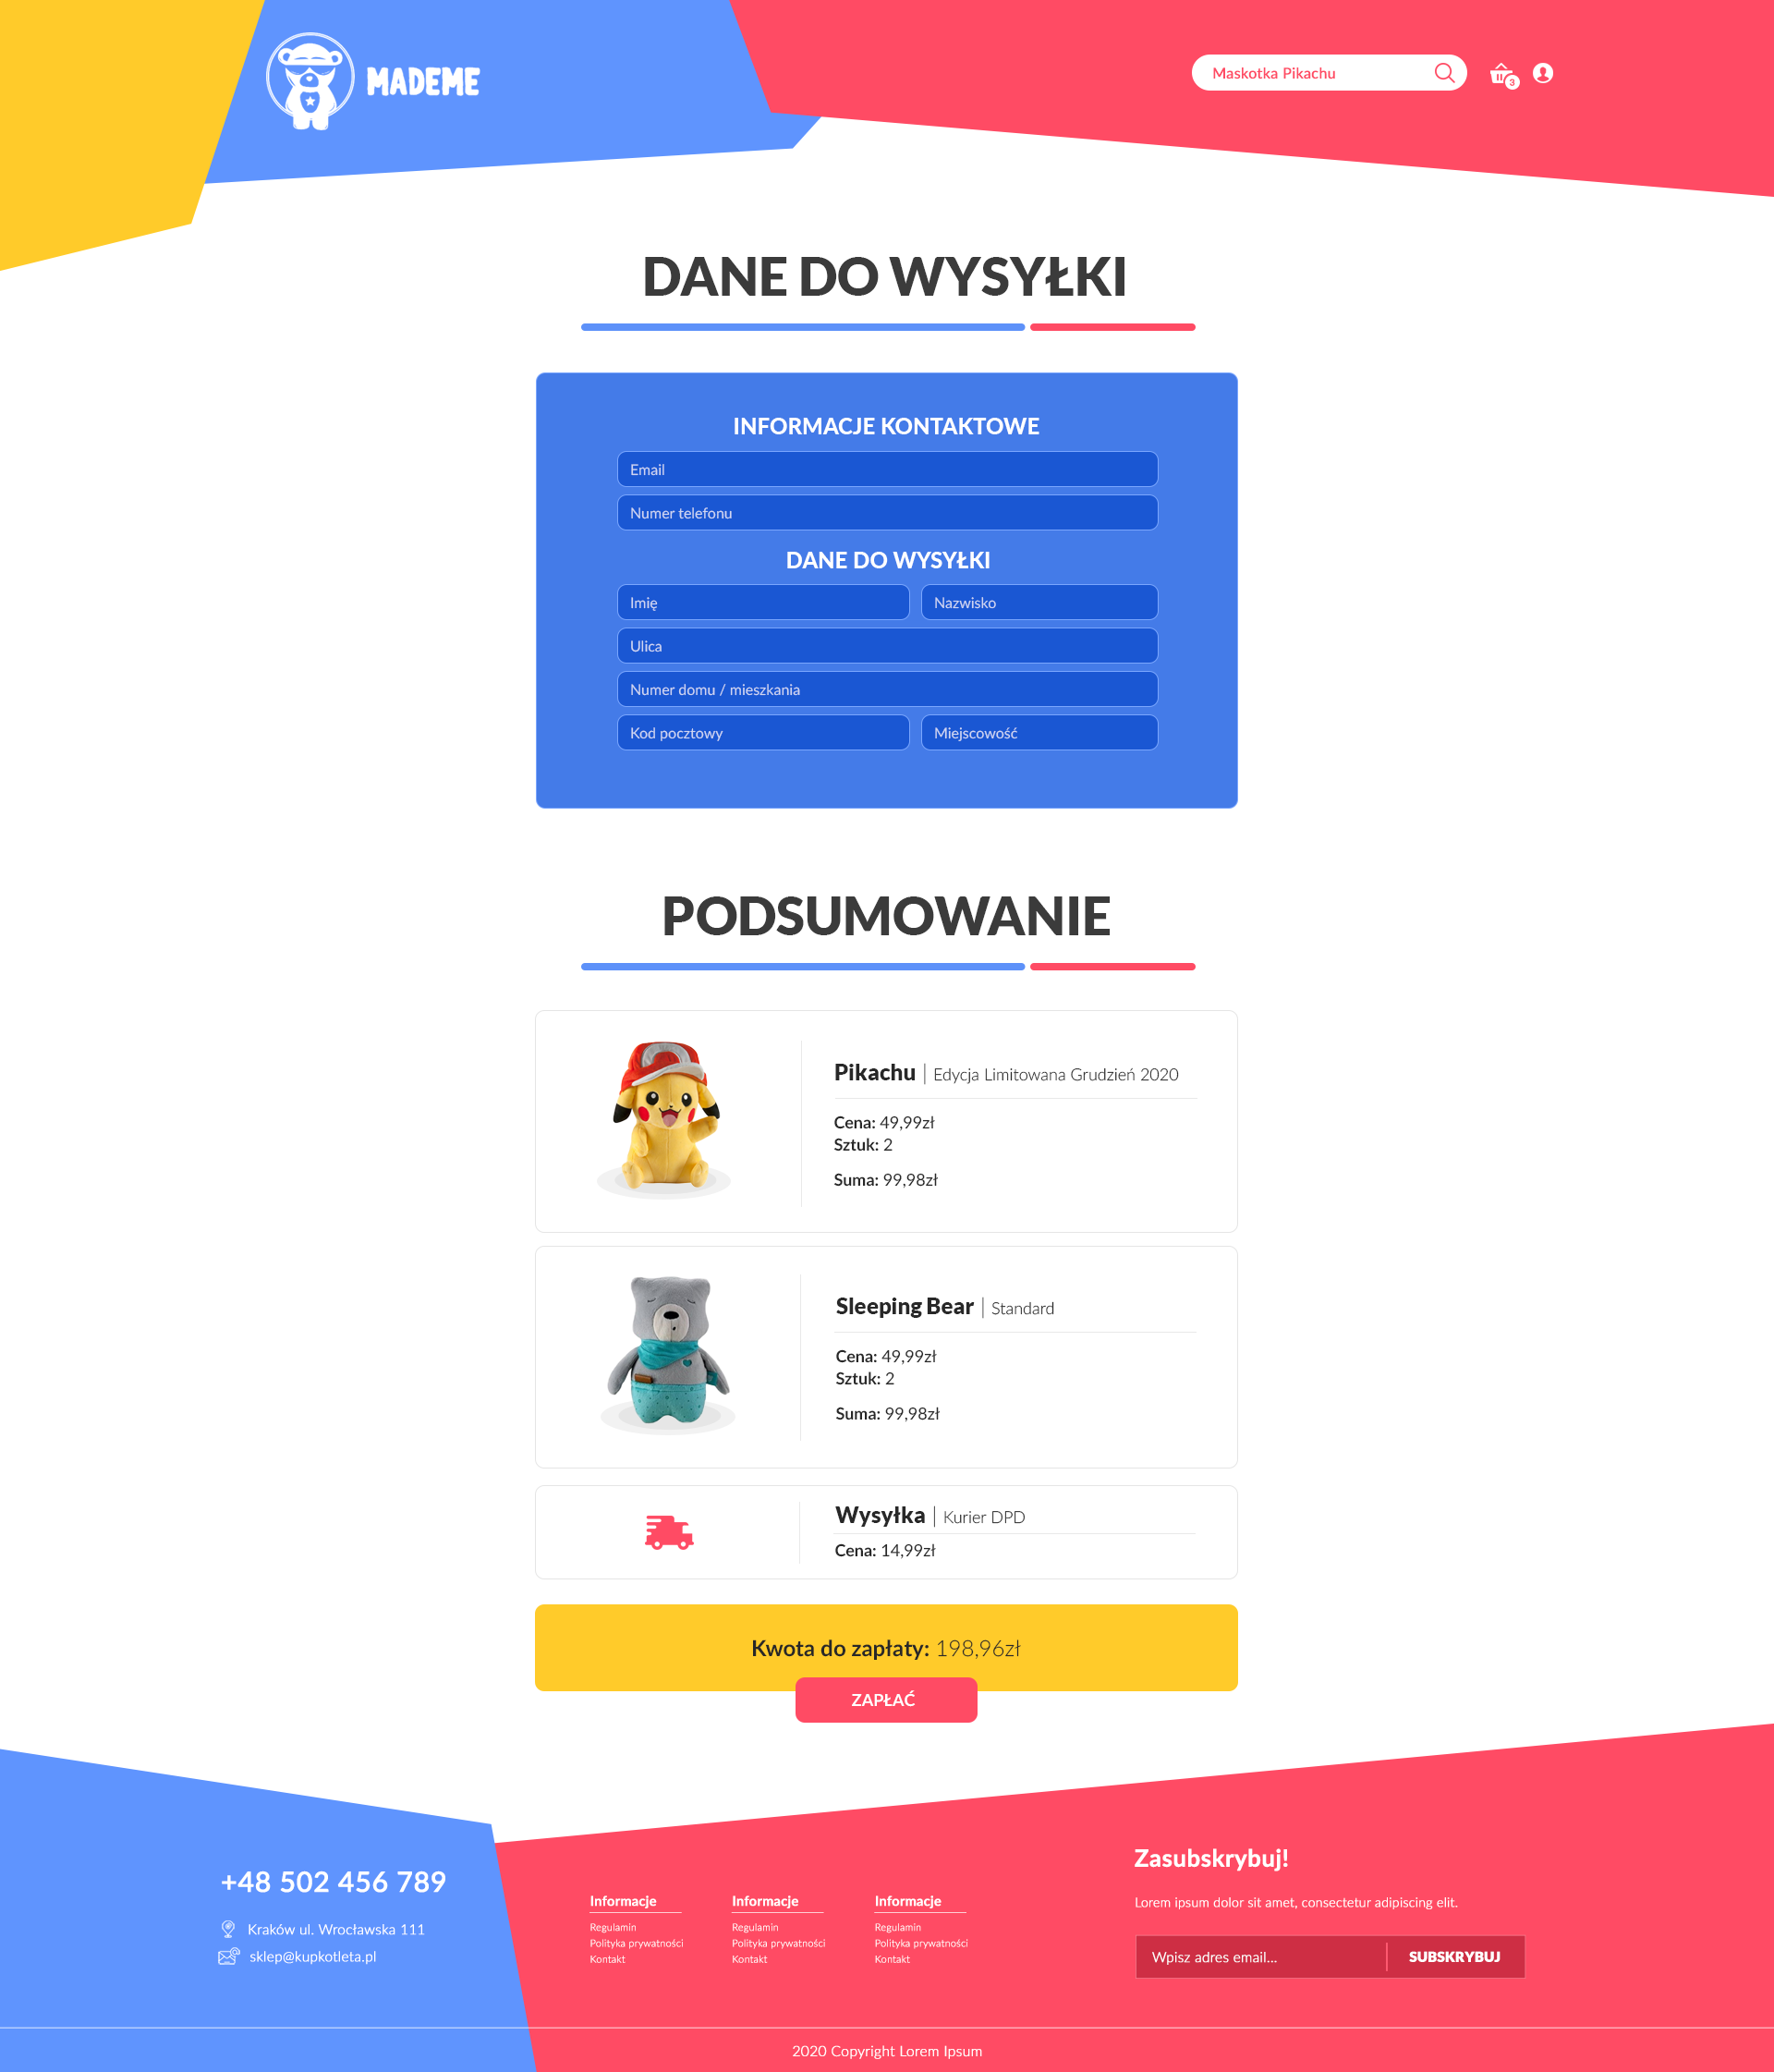 MADEME
Maskotka Pikachu
3
DANE DO WYSYŁKI
INFORMACJE KONTAKTOWE
Email
Numer telefonu
DANE DO WYSYŁKI
Imię
Nazwisko
Ulica
Numer domu / mieszkania
Kod pocztowy
Miejscowość
PODSUMOWANIE
Pikachu | Edycja Limitowana Grudzień 2020
Cena: 49,99zł
Sztuk: 2
Suma: 99,98zł
Sleeping Bear | Standard
Cena: 49,99zł
Sztuk: 2
Suma: 99,98zł
Wysyłka | Kurier DPD
Cena: 14,99zł
Kwota do zapłaty: 198,96zł
ZAPŁAĆ
+48 502 456 789
Kraków ul. Wrocławska 111
sklep@kupkotleta.pl
Informacje
Regulamin
Polityka prywatności
Kontakt
Informacje
Regulamin
Polityka prywatności
Kontakt
Informacje
Regulamin
Polityka prywatności
Kontakt
Zasubskrybuj!
Lorem ipsum dolor sit amet, consectetur adipiscing elit.
Wpisz adres email...
SUBSKRYBUJ
2020 Copyright Lorem Ipsum